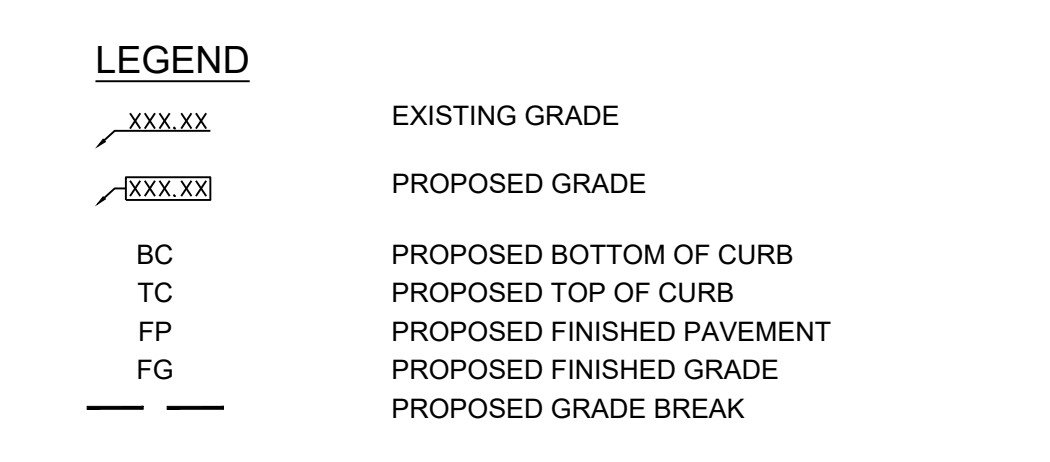 LEGEND
XXX.XX EXISTING GRADE
XXX.XX PROPOSED GRADE
BC PROPOSED BOTTOM OF CURB
TC PROPOSED TOP OF CURB
FP PROPOSED FINISHED PAVEMENT
FG PROPOSED FINISHED GRADE
PROPOSED GRADE BREAK